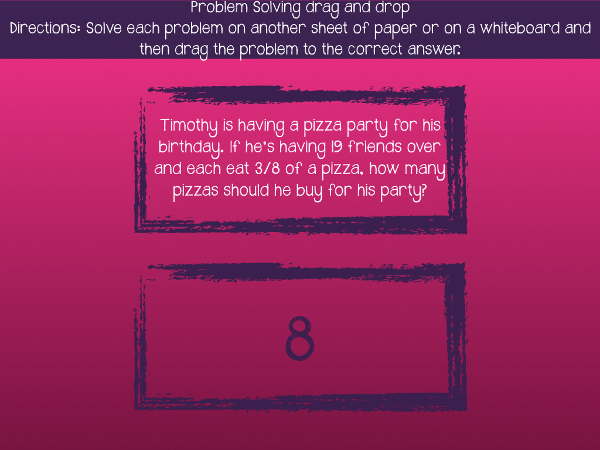 Problem Solving drag and drop
Directions: Solve each problem on another sheet of paper or on a whiteboard and
then drag the problem to the correct answer.
Timothy is having a pizza party for his
birthday. If he's having 19 friends over
and each eat 3/8 of a pizza, how many
pizzas should he buy for his party?
8